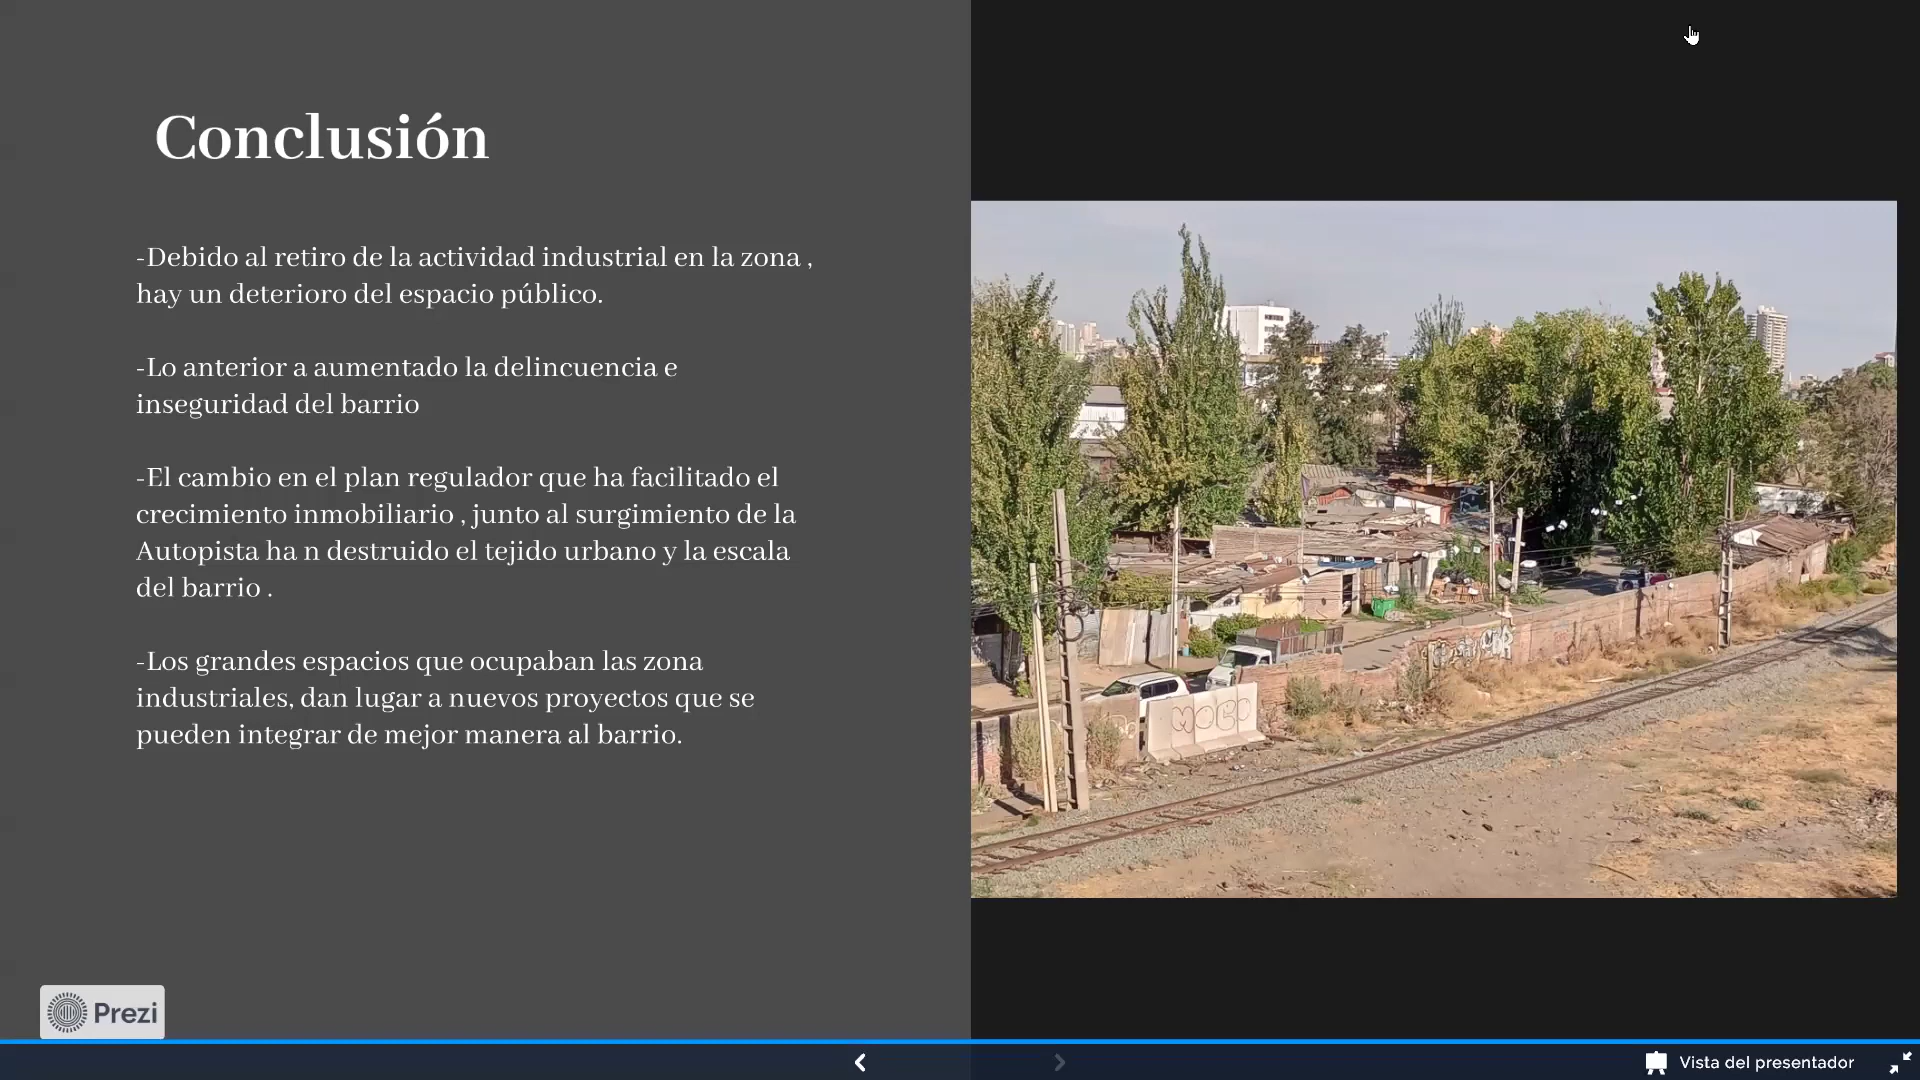 Conclusión
-Debido al retiro de la actividad industrial en la zona ,
hay un deterioro del espacio público.
-Lo anterior a aumentado la delincuencia e
inseguridad del barrio
-El cambio en el plan regulador que ha facilitado el
crecimiento inmobiliario , junto al surgimiento de la
Autopista ha n destruido el tejido urbano y la escala
del barrio .
-Los grandes espacios que ocupaban las zona
industriales, dan lugar a nuevos proyectos que se
pueden integrar de mejor manera al barrio.
Prezi
Vista del presentador